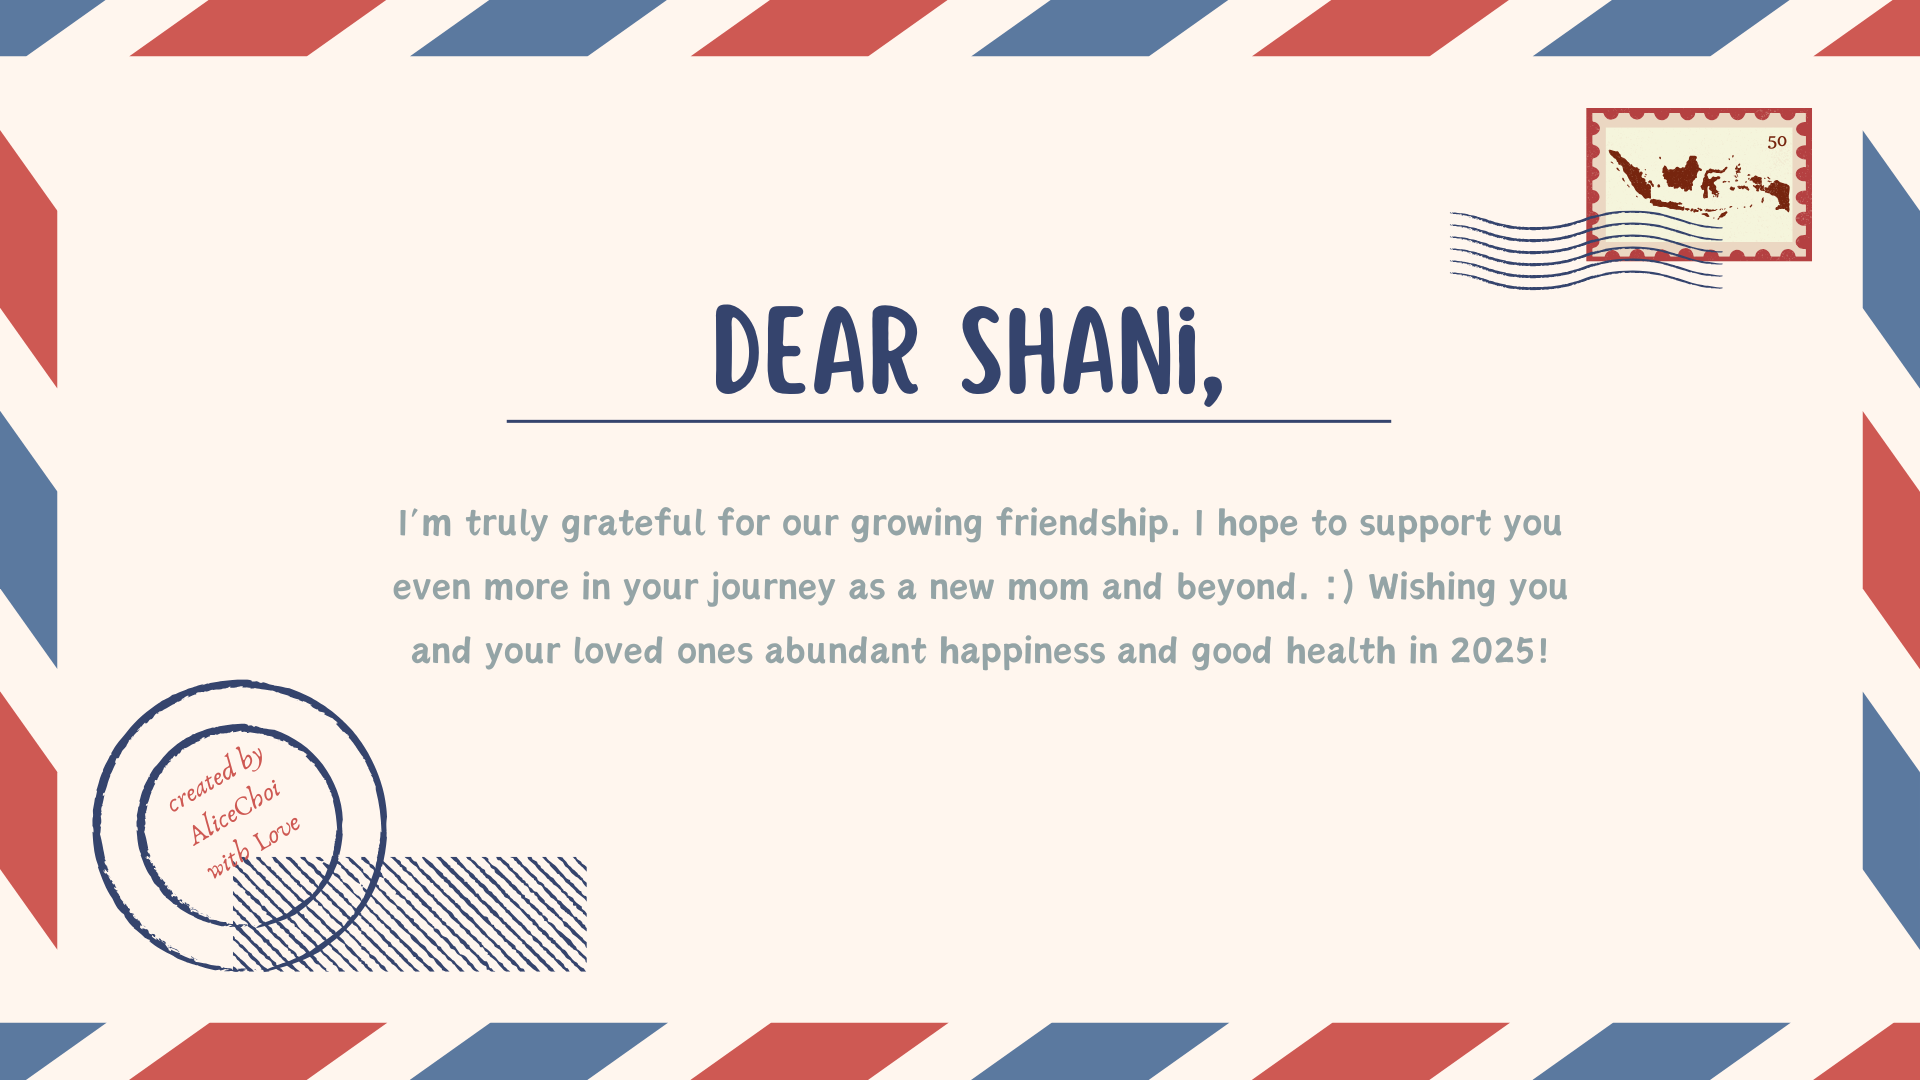 50
DEAR SHANi,
I'm truly grateful for our growing friendship. I hope to support you
even more in your journey as a new mom and beyond. :) Wishing you
and your loved ones abundant happiness and good health in 2025!
created by
AliceChoi
with Love